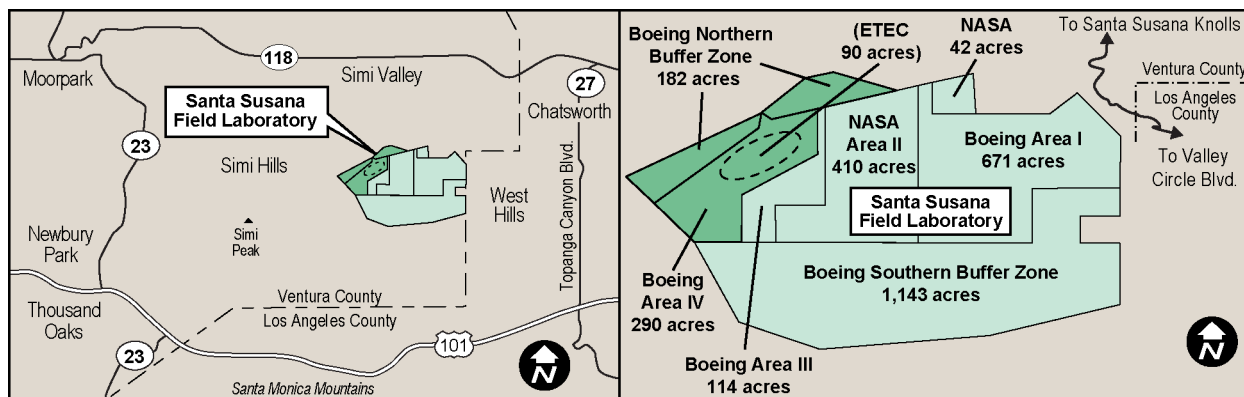 118
Moorpark
Simi Valley
27
Chatsworth
Santa Susana
Field Laboratory
23
Simi Hills
West
Hills
Topanga Canyon Blvd.
Simi
Peak
Newbury
Park
Ventura County
Los Angeles County
Thousand
Oaks
101
23
N
Santa Monica Mountains
Boeing Northern
Buffer Zone
182 acres
(ETEC
90 acres)
NASA
42 acres
To Santa Susana Knolls
Ventura County
Los Angeles
County
To Valley
Circle Blvd.
NASA
Area II
410 acres
Boeing Area I
671 acres
Santa Susana
Field Laboratory
Boeing Southern Buffer Zone
1,143 acres
Boeing
Area IV
290 acres
Boeing Area III
114 acres
N